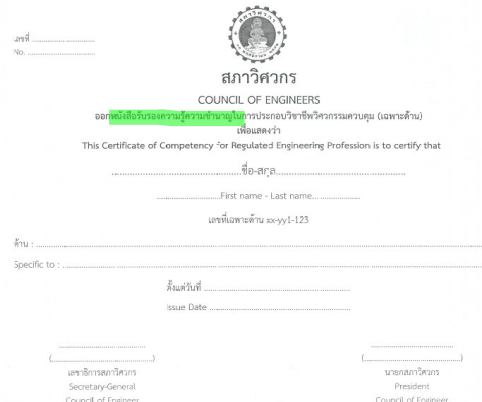 สภาวิศวกร
เลขที่ ........................
No. ........................
สภาวิศวกร
COUNCIL OF ENGINEERS
ออกหนังสือรับรองความรู้ความชำนาญในการประกอบวิชาชีพวิศวกรรมควบคุม (เฉพาะด้าน)
เพื่อแสดงว่า
This Certificate of Competency for Regulated Engineering Profession is to certify that
........................ชื่อ-สกุล........................
........................First name - Last name..................
เลขที่เฉพาะด้าน xx-yy1-123
ด้าน : ........................
Specific to : ........................
ตั้งแต่วันที่ ........................
Issue Date ........................
........................ ........................
(........................) (........................)
เลขาธิการสภาวิศวกร นายกสภาวิศวกร
Secretary-General President
Council of Engineer Council of Engineer